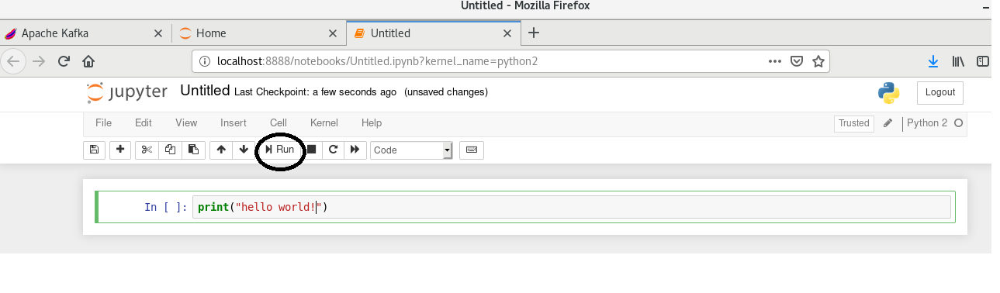 Untitled - Mozilla Firefox
Apache Kafka Home Untitled
localhost:8888/notebooks/Untitled.ipynb?kernel_name=python2
jupyter Untitled Last Checkpoint: a few seconds ago (unsaved changes) Logout
File Edit View Insert Cell Kernel Help Trusted Python 2
Run Code
In [ ]: print("hello world!")